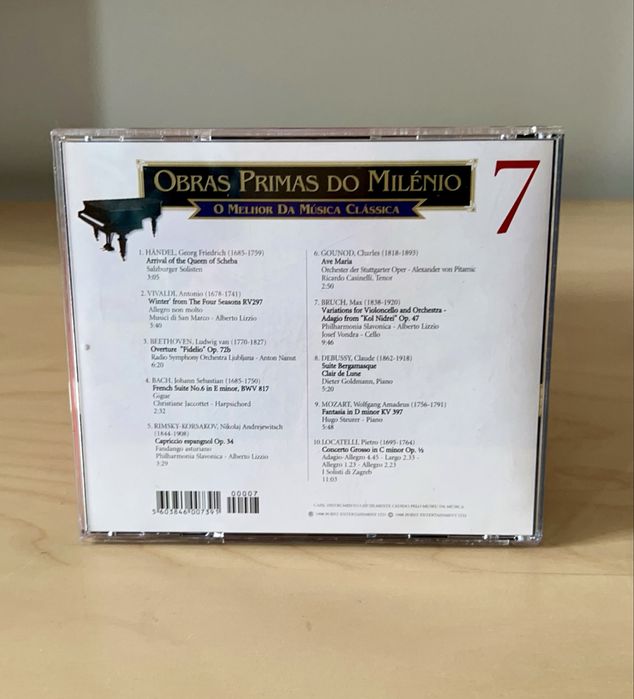 OBRAS PRIMAS DO MILÉNIO
O MELHOR DA MÚSICA CLÁSSICA
7
1. HÄNDEL, Georg Friedrich (1685-1759)
Arrival of the Queen of Scheba
Salzburger Solisten
3:05
2. VIVALDI, Antonio (1678-1741)
Winter' from The Four Seasons RV297
Allegro non molto
Musici di San Marco - Alberto Lizzio
3:40
3. BEETHOVEN, Ludwig van (1770-1827)
Overture "Fidelio" Op. 72b
Radio Symphony Orchestra Ljubljana - Anton Nanut
6:20
4. BACH, Johann Sebastian (1685-1750)
French Suite No.6 in E minor, BWV 817
Gigue
Christiane Jaccottet - Harpsichord
2:32
5. RIMSKY-KORSAKOV, Nikolaj Andrejewitsch
(1844-1908)
Capriccio espangnol Op. 34
Fandango asturiano
Philharmonia Slavonica - Alberto Lizzio
3:29
6. GOUNOD, Charles (1818-1893)
Ave Maria
Orchester der Stuttgarter Oper - Alexander von Pitamic
Ricardo Casinelli, Tenor
2:50
7. BRUCH, Max (1838-1920)
Variations for Violoncello and Orchestra -
Adagio from "Kol Nidrei" Op. 47
Philharmonia Slavonica - Alberto Lizzio
Josef Vondra - Cello
9:46
8. DEBUSSY, Claude (1862-1918)
Suite Bergamasque
Clair de Lune
Dieter Goldmann, Piano
5:20
9. MOZART, Wolfgang Amadeus (1756-1791)
Fantasia in D minor KV 397
Hugo Steurer - Piano
5:48
10. LOCATELLI, Pietro (1695-1764)
Concerto Grosso in C minor Op. ½
Adagio-Allegro 4.45 - Largo 2.33 -
Allegro 1.23 - Allegro 2.23
I Solisti di Zagreb
11:03
00007
5603846007391